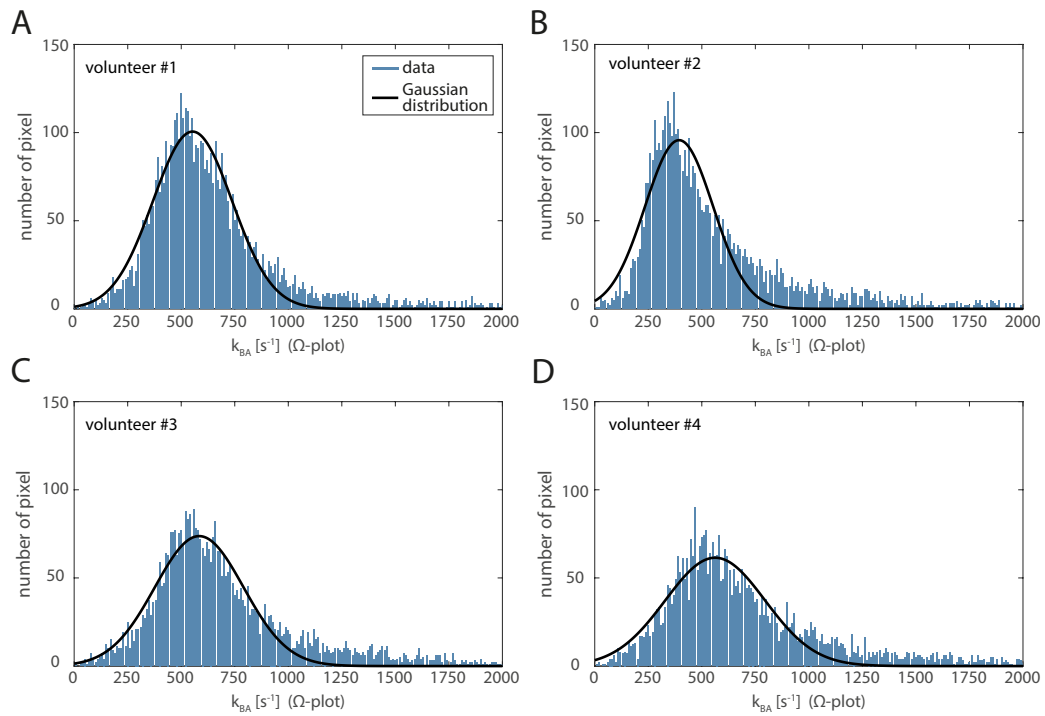 A
150
100
50
0
number of pixel
volunteer #1
data
Gaussian
distribution
0 250 500 750 1000 1250 1500 1750 2000
k_BA [s⁻¹] (Ω-plot)
B
150
100
50
0
number of pixel
volunteer #2
0 250 500 750 1000 1250 1500 1750 2000
k_BA [s⁻¹] (Ω-plot)
C
150
100
50
0
number of pixel
volunteer #3
0 250 500 750 1000 1250 1500 1750 2000
k_BA [s⁻¹] (Ω-plot)
D
150
100
50
0
number of pixel
volunteer #4
0 250 500 750 1000 1250 1500 1750 2000
k_BA [s⁻¹] (Ω-plot)